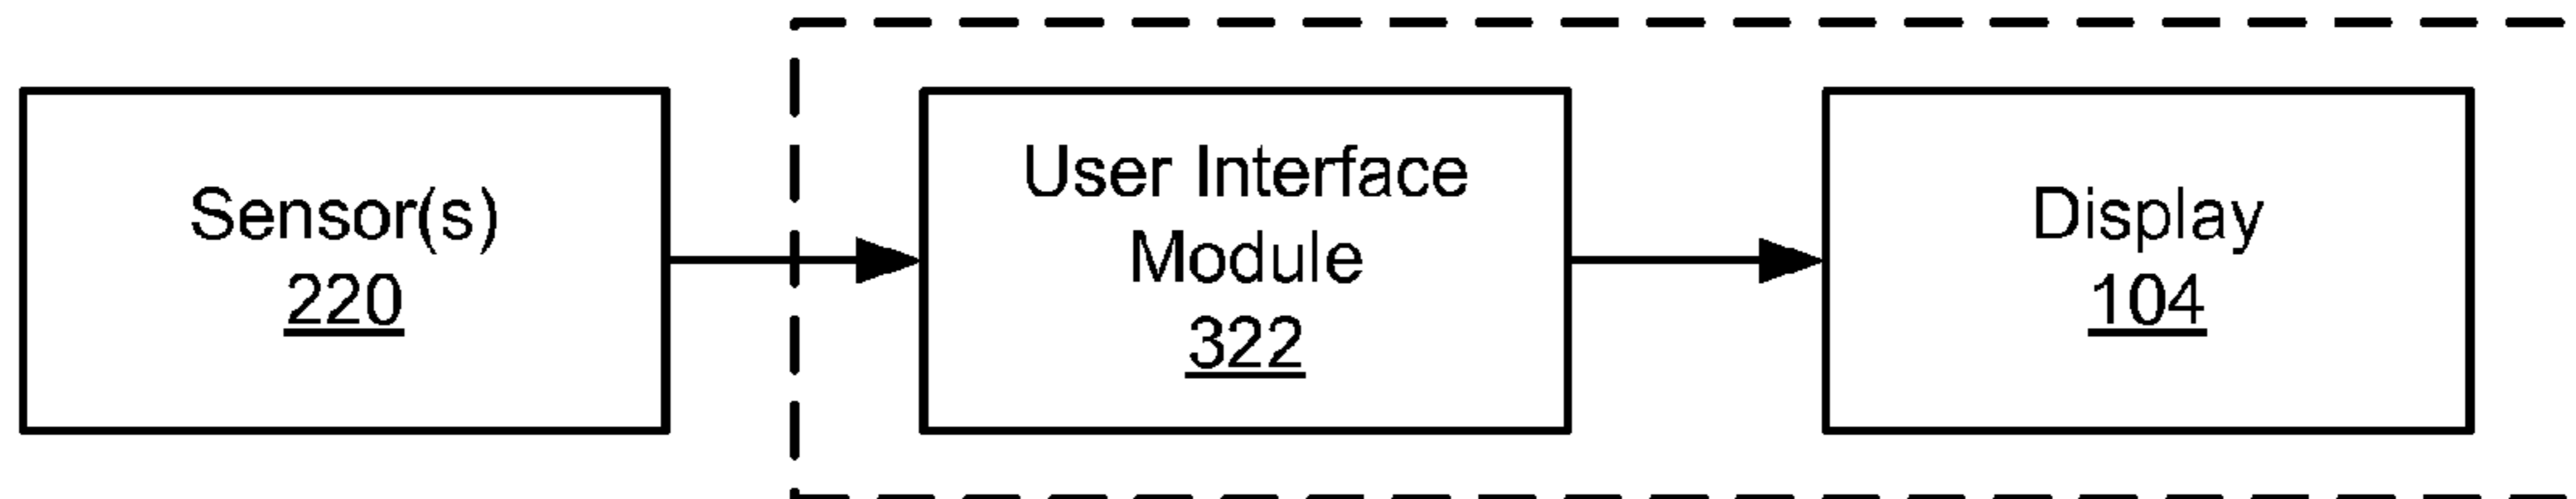 Sensor(s)
220
User Interface
Module
322
Display
104